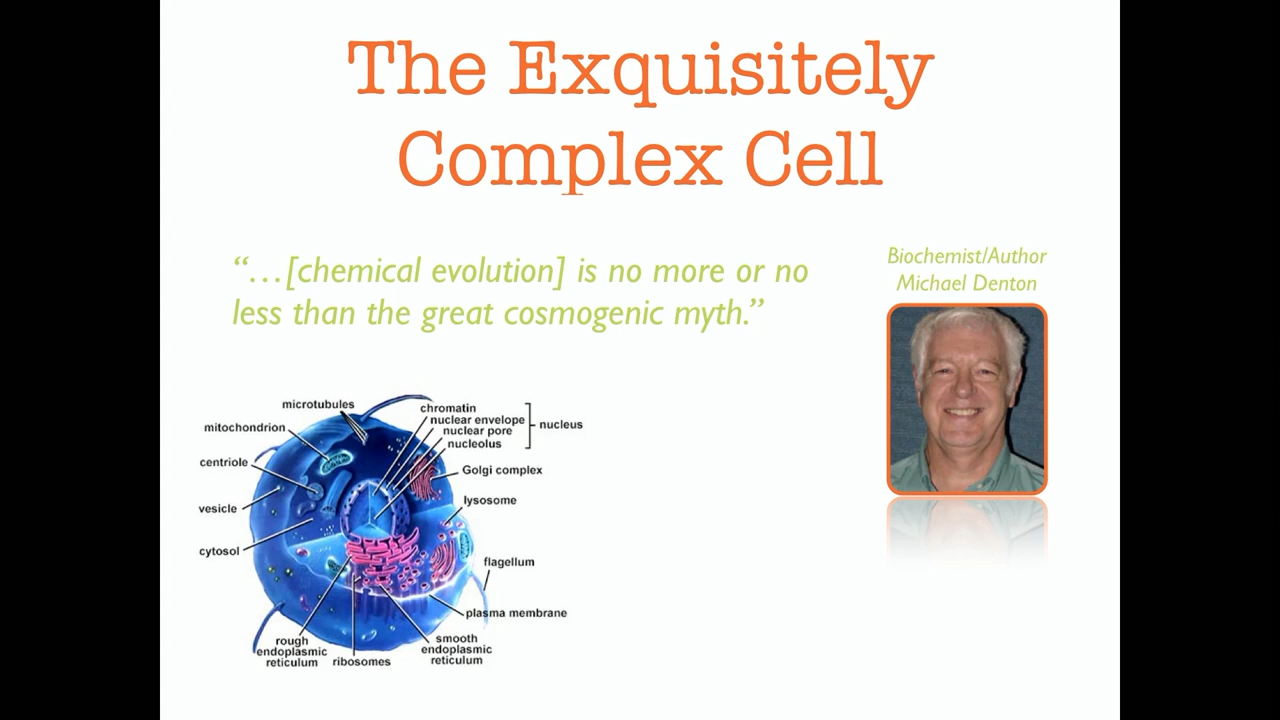 The Exquisitely
Complex Cell
“…[chemical evolution] is no more or no
less than the great cosmogenic myth.”
Biochemist/Author
Michael Denton
microtubules
mitochondrion
centriole
vesicle
cytosol
chromatin
nuclear envelope
nuclear pore
nucleolus
nucleus
Golgi complex
lysosome
flagellum
plasma membrane
rough
endoplasmic
reticulum
ribosomes
smooth
endoplasmic
reticulum